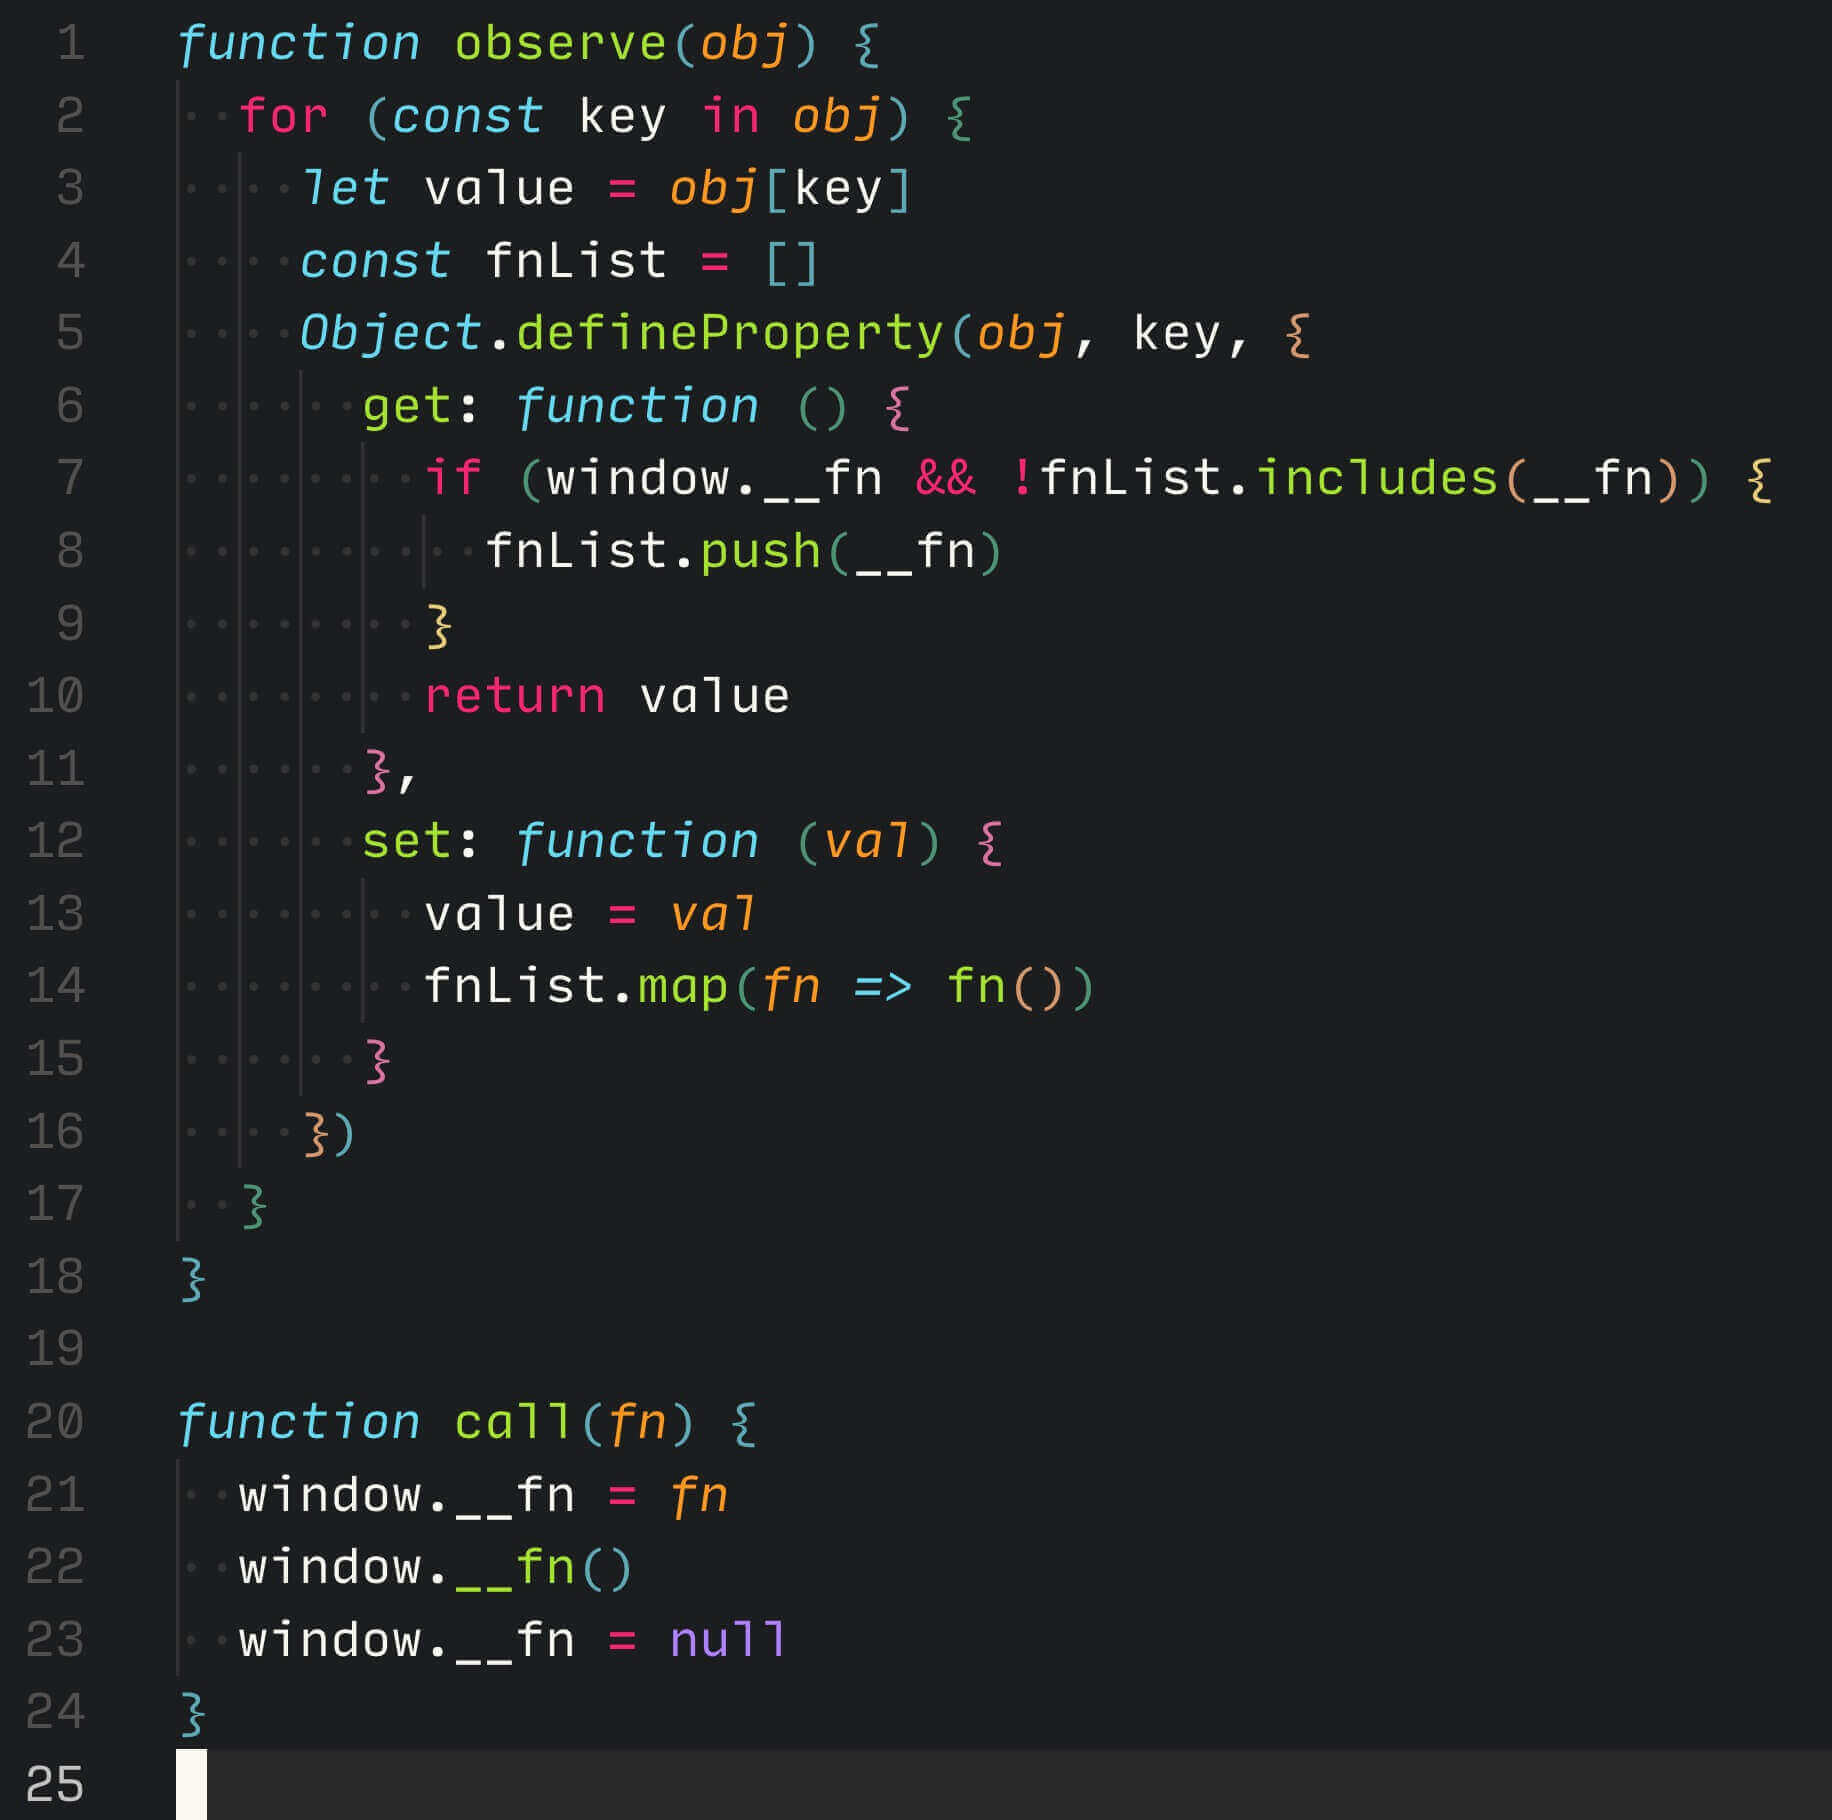 1 function observe(obj) {
2   for (const key in obj) {
3     let value = obj[key]
4     const fnList = []
5     Object.defineProperty(obj, key, {
6       get: function () {
7         if (window.__fn && !fnList.includes(__fn)) {
8           fnList.push(__fn)
9         }
10         return value
11       },
12       set: function (val) {
13         value = val
14         fnList.map(fn => fn())
15       }
16     })
17   }
18 }
19
20 function call(fn) {
21   window.__fn = fn
22   window.__fn()
23   window.__fn = null
24 }
25